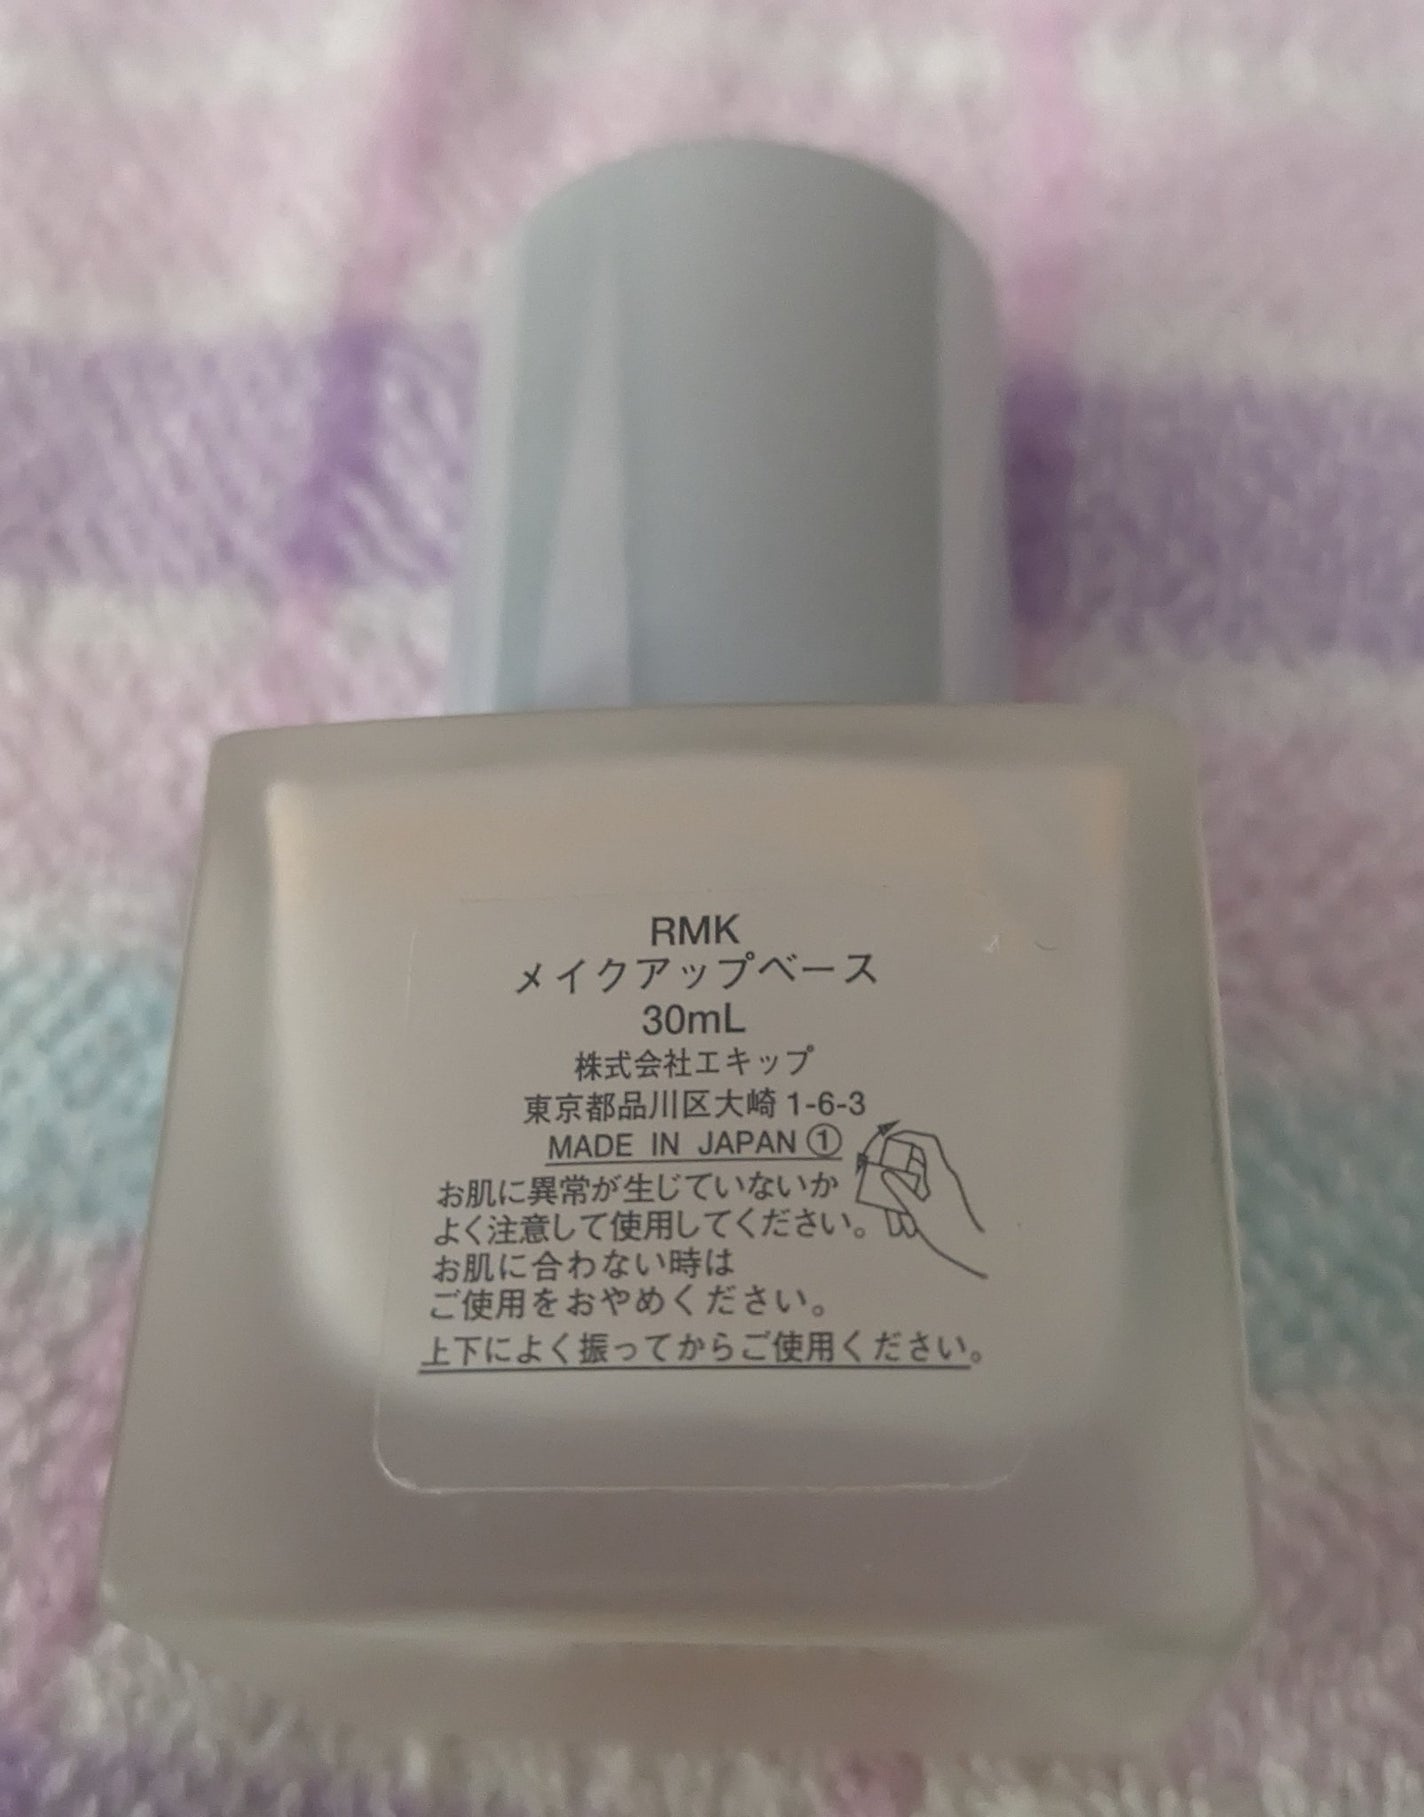 RMK
メイクアップベース
30mL
株式会社エキップ
東京都品川区大崎 1-6-3
MADE IN JAPAN ①
お肌に異常が生じていないか
よく注意して使用してください。
お肌に合わない時は
ご使用をおやめください。
上下によく振ってからご使用ください。